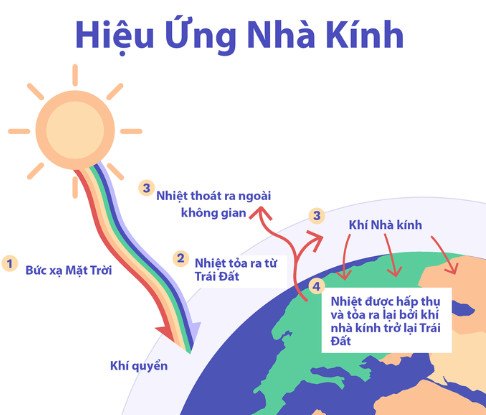 Hiệu Ứng Nhà Kính
3
Nhiệt thoát ra ngoài
không gian
3
Khí Nhà kính
1
Bức xạ Mặt Trời
2
Nhiệt tỏa ra từ
Trái Đất
4
Nhiệt được hấp thụ
và tỏa ra lại bởi khí
nhà kính trở lại Trái
Đất
Khí quyển